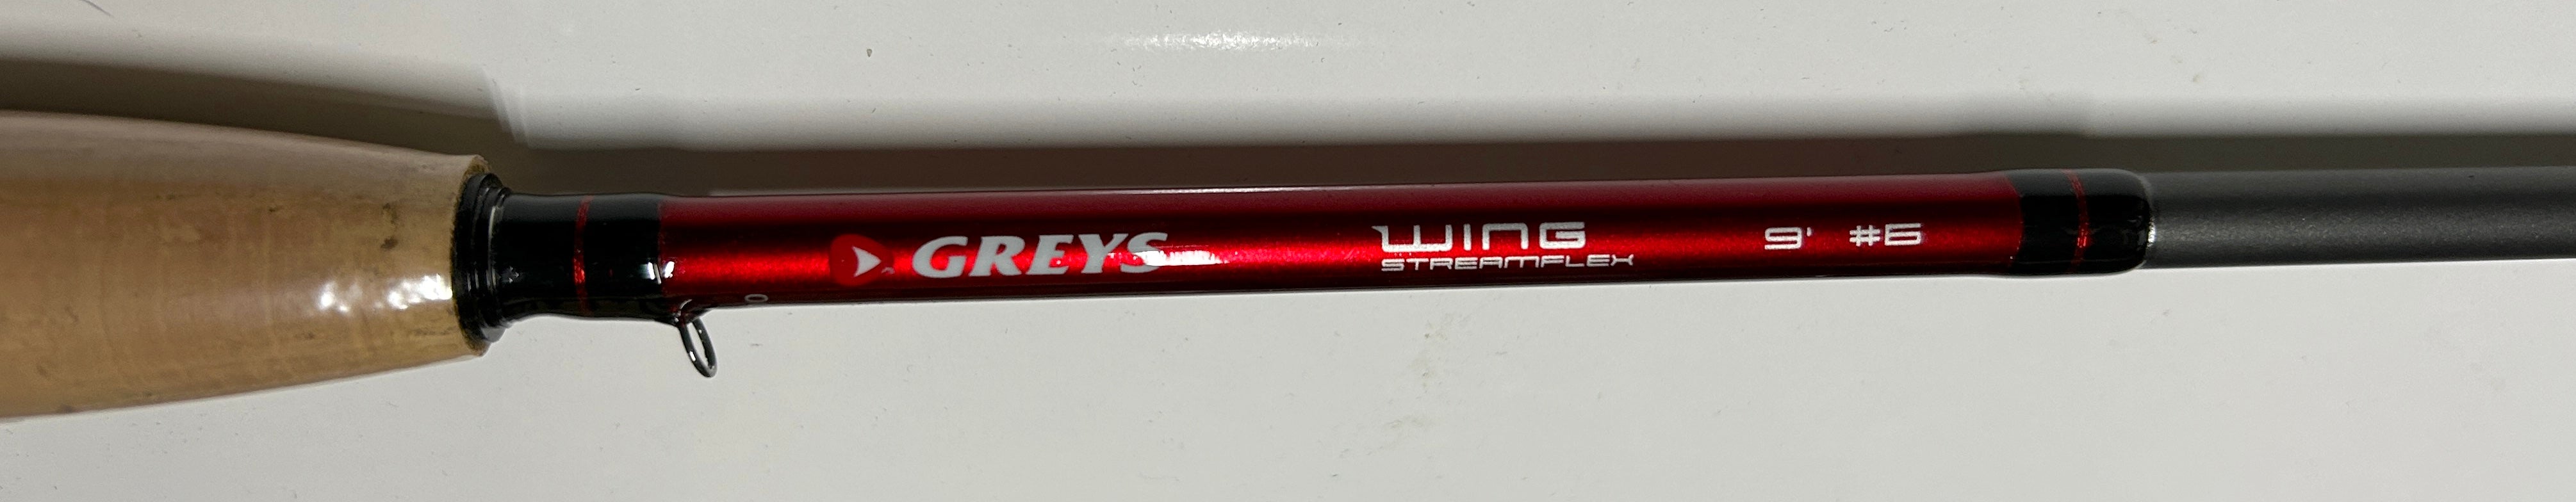 GREYS
WING
STREAMFLEX
9' #6